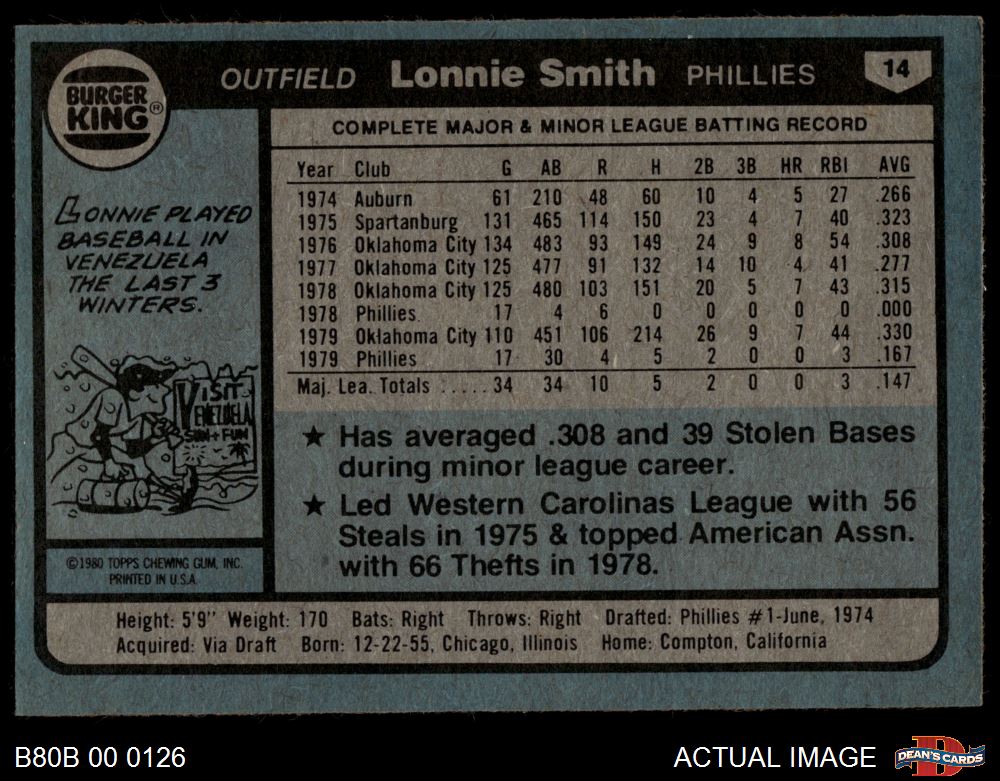 BURGER KING®
OUTFIELD Lonnie Smith PHILLIES 14
COMPLETE MAJOR & MINOR LEAGUE BATTING RECORD
Year Club G AB R H 2B 3B HR RBI AVG
1974 Auburn 61 210 48 60 10 4 5 27 .266
1975 Spartanburg 131 465 114 150 23 4 7 40 .323
1976 Oklahoma City 134 483 93 149 24 9 8 54 .308
1977 Oklahoma City 125 477 91 132 14 10 4 41 .277
1978 Oklahoma City 125 480 103 151 20 5 7 43 .315
1978 Phillies 17 4 6 0 0 0 0 0 .000
1979 Oklahoma City 110 451 106 214 26 9 7 44 .330
1979 Phillies 17 30 4 5 2 0 0 3 .167
Maj. Lea. Totals ..... 34 34 10 5 2 0 0 3 .147
LONNIE PLAYED
BASEBALL IN
VENEZUELA
THE LAST 3
WINTERS.
VISIT
VENEZUELA
SUN + FUN
★ Has averaged .308 and 39 Stolen Bases
during minor league career.
★ Led Western Carolinas League with 56
Steals in 1975 & topped American Assn.
with 66 Thefts in 1978.
©1980 TOPPS CHEWING GUM, INC.
PRINTED IN U.S.A.
Height: 5'9" Weight: 170 Bats: Right Throws: Right Drafted: Phillies #1-June, 1974
Acquired: Via Draft Born: 12-22-55, Chicago, Illinois Home: Compton, California
B80B 00 0126
ACTUAL IMAGE
D
DEAN'S CARDS